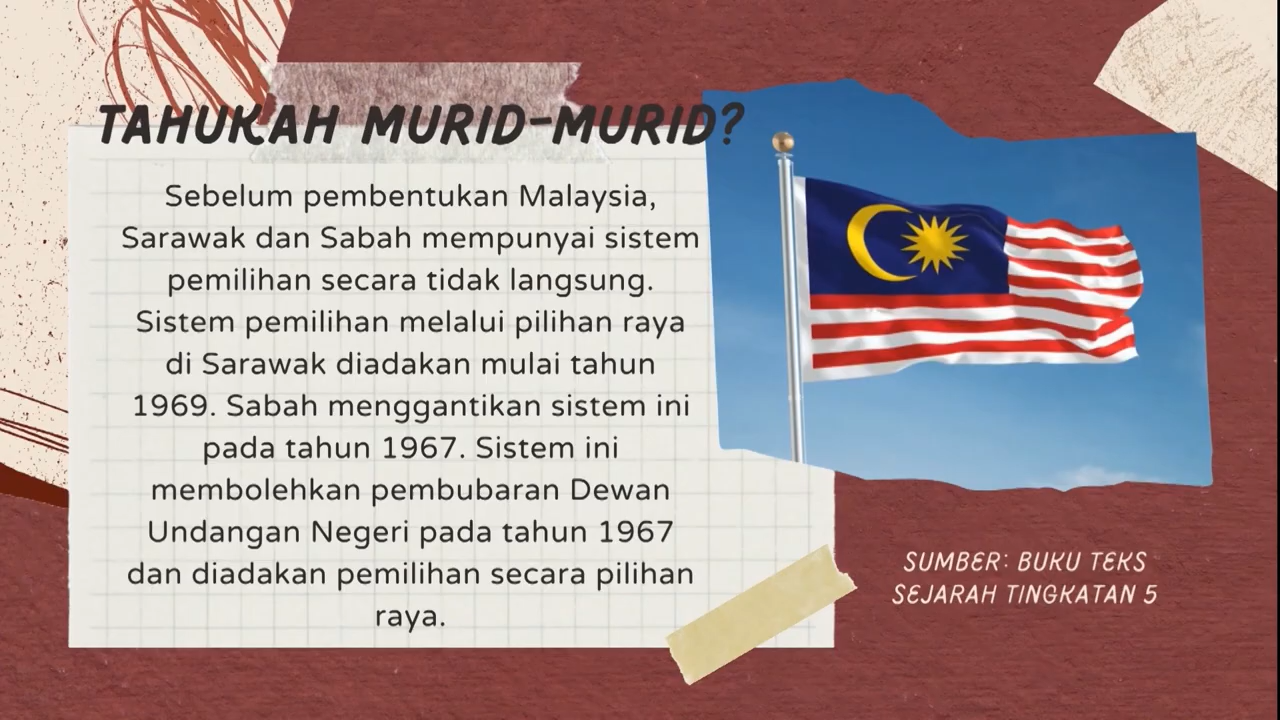 TAHUKAH MURID-MURID?
Sebelum pembentukan Malaysia,
Sarawak dan Sabah mempunyai sistem
pemilihan secara tidak langsung.
Sistem pemilihan melalui pilihan raya
di Sarawak diadakan mulai tahun
1969. Sabah menggantikan sistem ini
pada tahun 1967. Sistem ini
membolehkan pembubaran Dewan
Undangan Negeri pada tahun 1967
dan diadakan pemilihan secara pilihan
raya.
SUMBER: BUKU TEKS
SEJARAH TINGKATAN 5